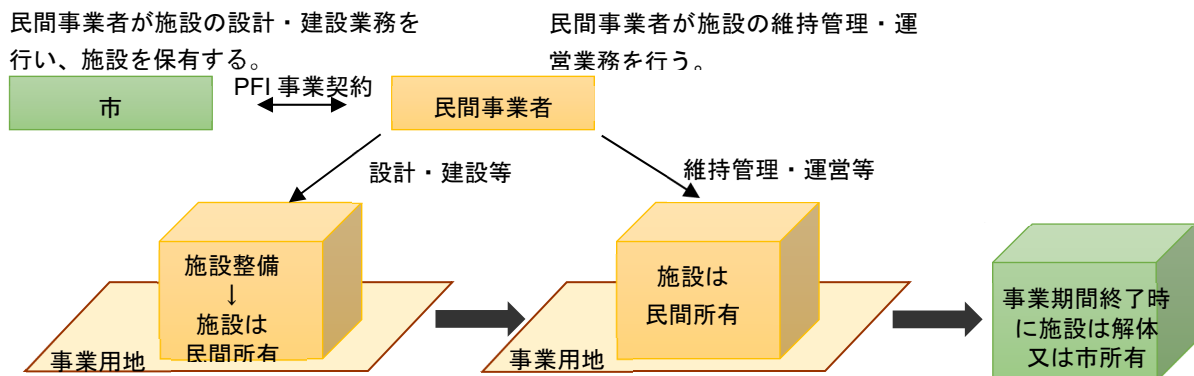 民間事業者が施設の設計・建設業務を
行い、施設を保有する。
民間事業者が施設の維持管理・運
営業務を行う。
市
PFI 事業契約
民間事業者
設計・建設等
維持管理・運営等
施設整備
↓
施設は
民間所有
事業用地
施設は
民間所有
事業用地
事業期間終了時
に施設は解体
又は市所有